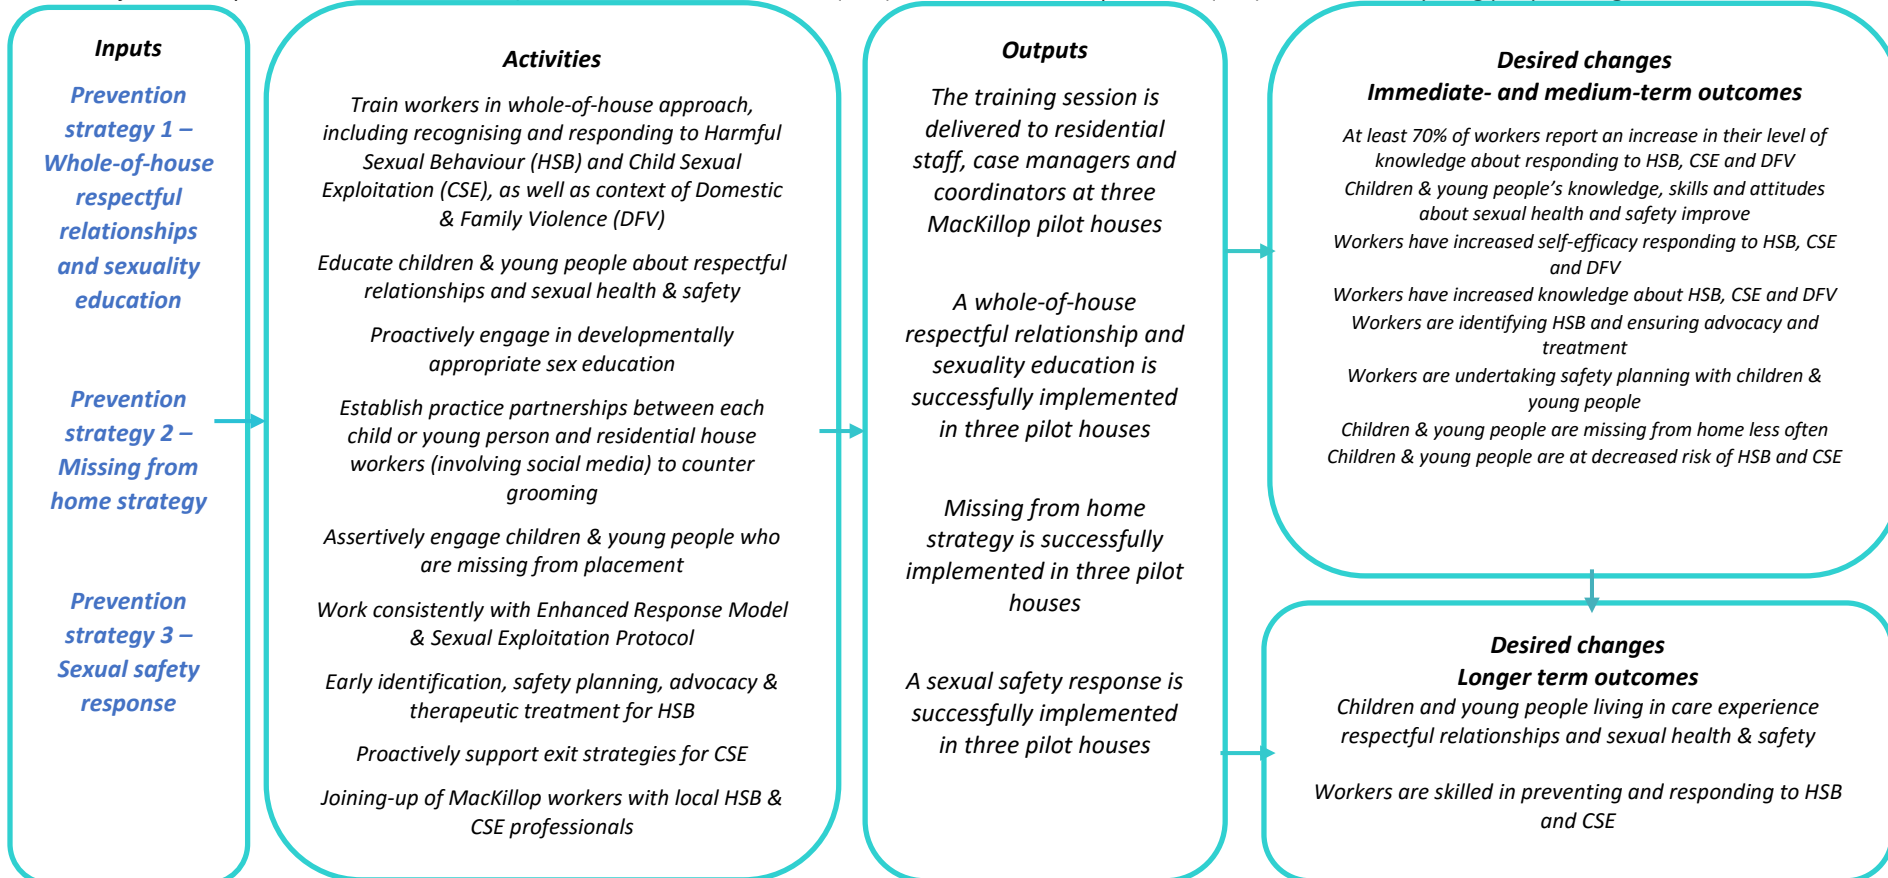 Inputs
Prevention
strategy 1 –
Whole-of-house
respectful
relationships
and sexuality
education
Prevention
strategy 2 –
Missing from
home strategy
Prevention
strategy 3 –
Sexual safety
response
Activities
Train workers in whole-of-house approach,
including recognising and responding to Harmful
Sexual Behaviour (HSB) and Child Sexual
Exploitation (CSE), as well as context of Domestic
& Family Violence (DFV)
Educate children & young people about respectful
relationships and sexual health & safety
Proactively engage in developmentally
appropriate sex education
Establish practice partnerships between each
child or young person and residential house
workers (involving social media) to counter
grooming
Assertively engage children & young people who
are missing from placement
Work consistently with Enhanced Response Model
& Sexual Exploitation Protocol
Early identification, safety planning, advocacy &
therapeutic treatment for HSB
Proactively support exit strategies for CSE
Joining-up of MacKillop workers with local HSB &
CSE professionals
Outputs
The training session is
delivered to residential
staff, case managers and
coordinators at three
MacKillop pilot houses
A whole-of-house
respectful relationship and
sexuality education is
successfully implemented
in three pilot houses
Missing from home
strategy is successfully
implemented in three pilot
houses
A sexual safety response is
successfully implemented
in three pilot houses
Desired changes
Immediate- and medium-term outcomes
At least 70% of workers report an increase in their level of
knowledge about responding to HSB, CSE and DFV
Children & young people's knowledge, skills and attitudes
about sexual health and safety improve
Workers have increased self-efficacy responding to HSB, CSE
and DFV
Workers have increased knowledge about HSB, CSE and DFV
Workers are identifying HSB and ensuring advocacy and
treatment
Workers are undertaking safety planning with children &
young people
Children & young people are missing from home less often
Children & young people are at decreased risk of HSB and CSE
Desired changes
Longer term outcomes
Children and young people living in care experience
respectful relationships and sexual health & safety
Workers are skilled in preventing and responding to HSB
and CSE